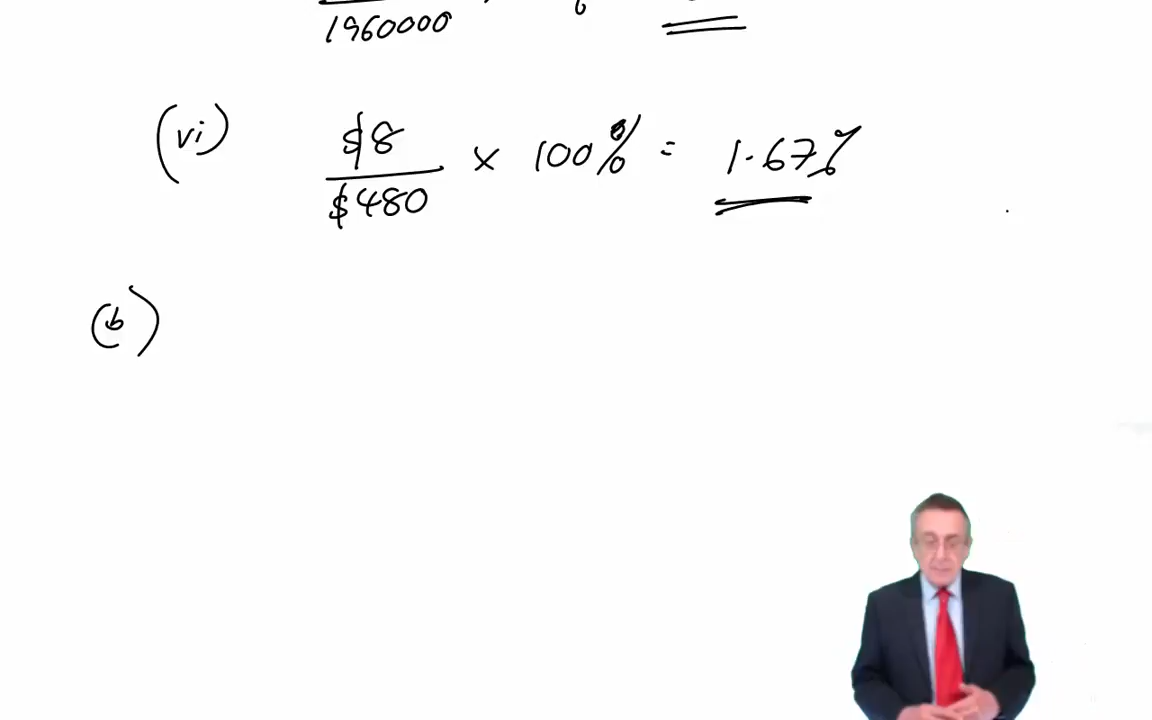 1960000
(vi) $8
$480 × 100% = 1.67%
(b)